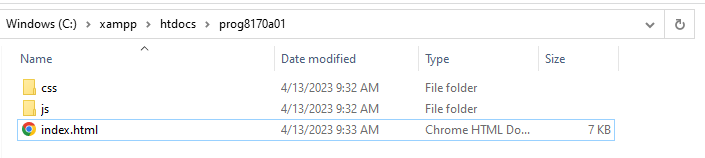 Windows (C:) > xampp > htdocs > prog8170a01
Name Date modified Type Size
css 4/13/2023 9:32 AM File folder
js 4/13/2023 9:32 AM File folder
index.html 4/13/2023 9:33 AM Chrome HTML Do... 7 KB